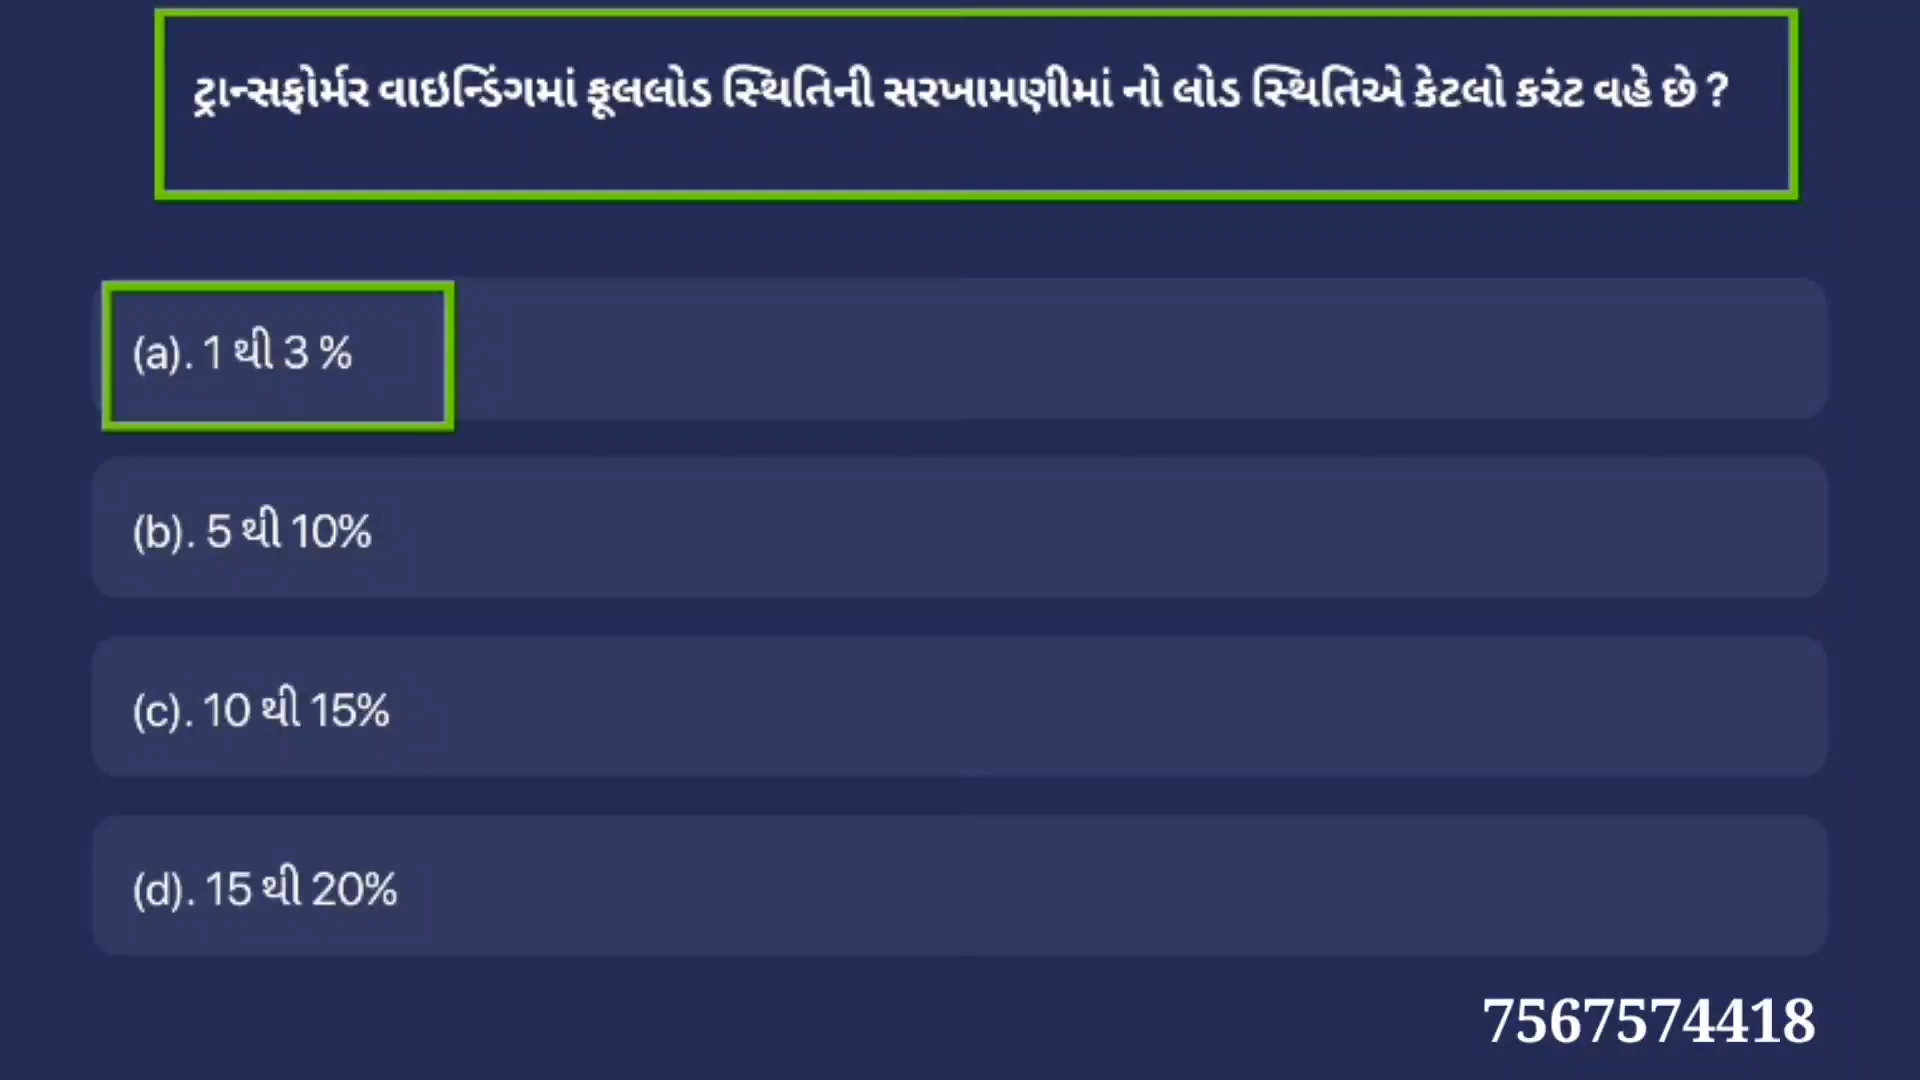 ટ્રાન્સફોર્મર વાઇન્ડિંગમાં ફૂલલોડ સ્થિતિની સરખામણીમાં નો લોડ સ્થિતિએ કેટલો કરંટ વહે છે ?
(a). 1 થી 3 %
(b). 5 થી 10%
(c). 10 થી 15%
(d). 15 થી 20%
7567574418